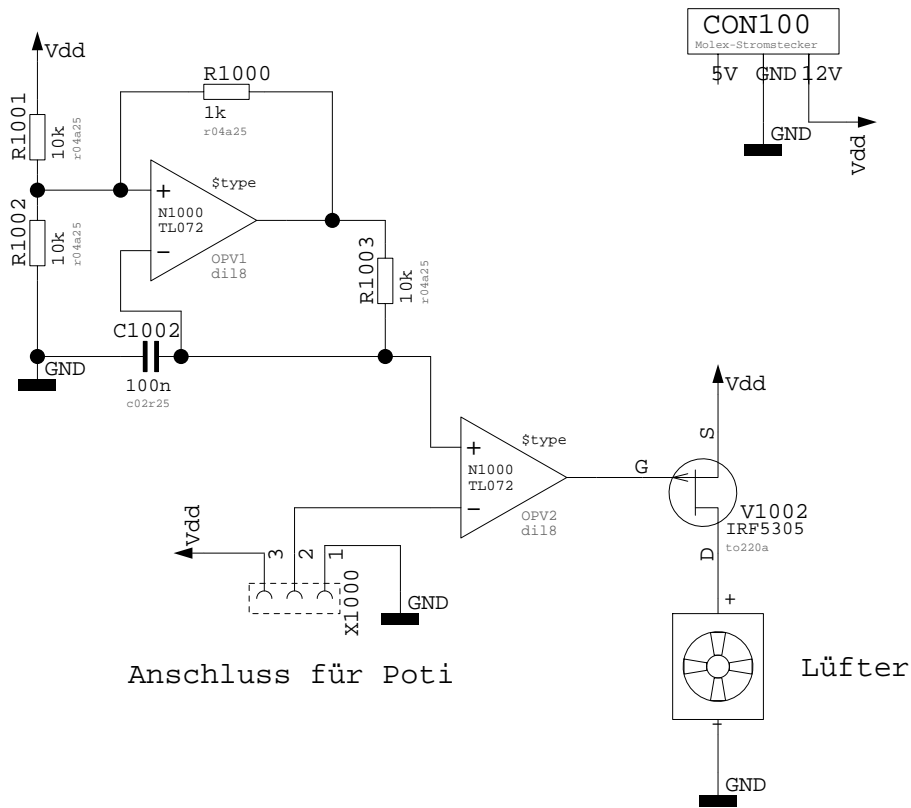 Vdd
R1001
10k
r04a25
R1002
10k
r04a25
GND
R1000
1k
r04a25
$type
+
N1000
TL072
-
OPV1
dil8
R1003
10k
r04a25
C1002
100n
c02r25
$type
+
N1000
TL072
-
OPV2
dil8
Vdd
3
2
1
X1000
GND
Anschluss für Poti
CON100
Molex-Stromstecker
5V
GND
12V
GND
Vdd
Vdd
S
G
V1002
IRF5305
to220a
D
+
Lüfter
-
GND